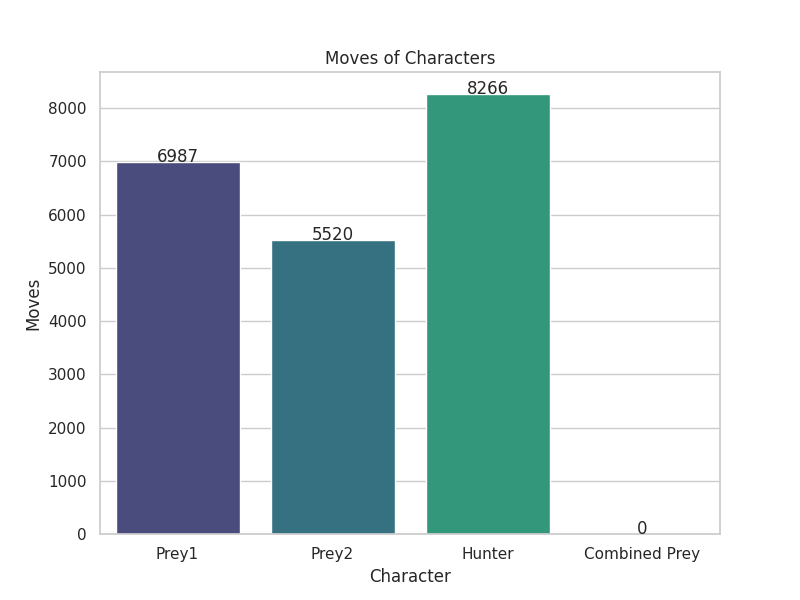 Moves of Characters
Moves
8000
7000
6000
5000
4000
3000
2000
1000
0
6987
5520
8266
0
Prey1
Prey2
Hunter
Combined Prey
Character